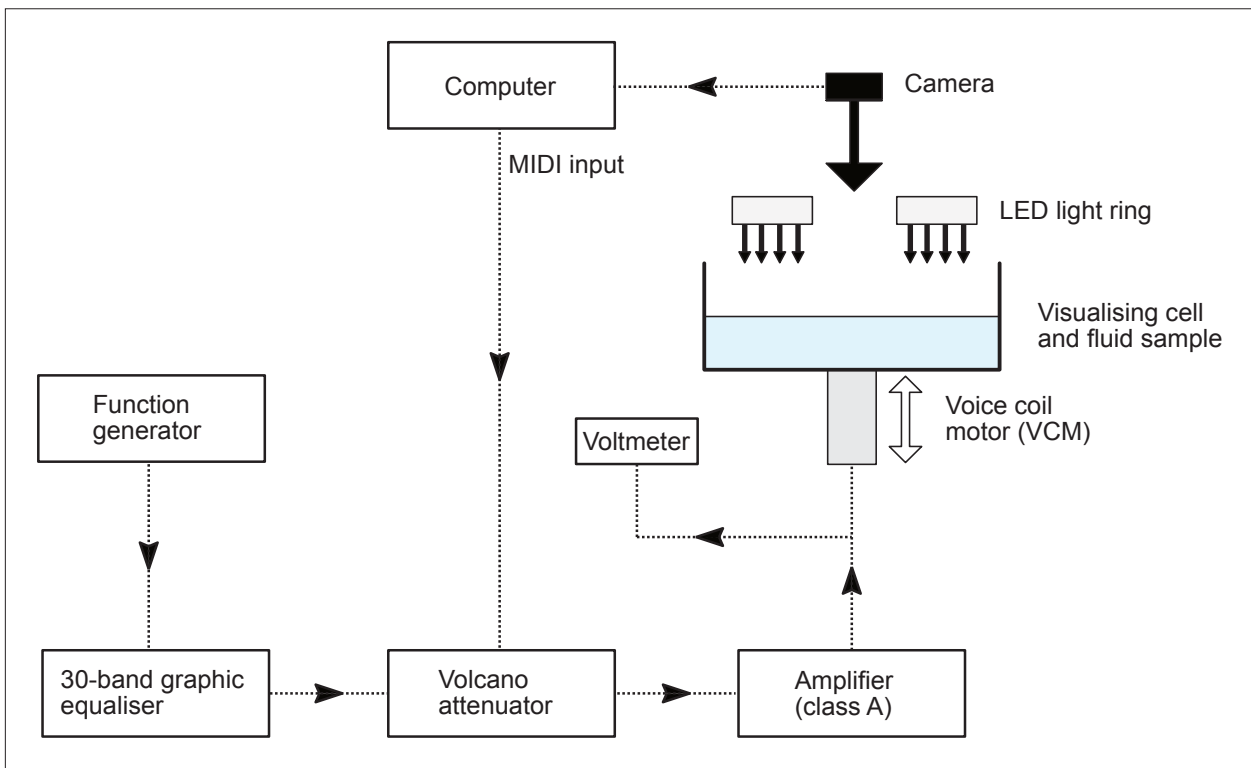 Computer
Camera
MIDI input
LED light ring
Visualising cell
and fluid sample
Function
generator
Voltmeter
Voice coil
motor (VCM)
30-band graphic
equaliser
Volcano
attenuator
Amplifier
(class A)